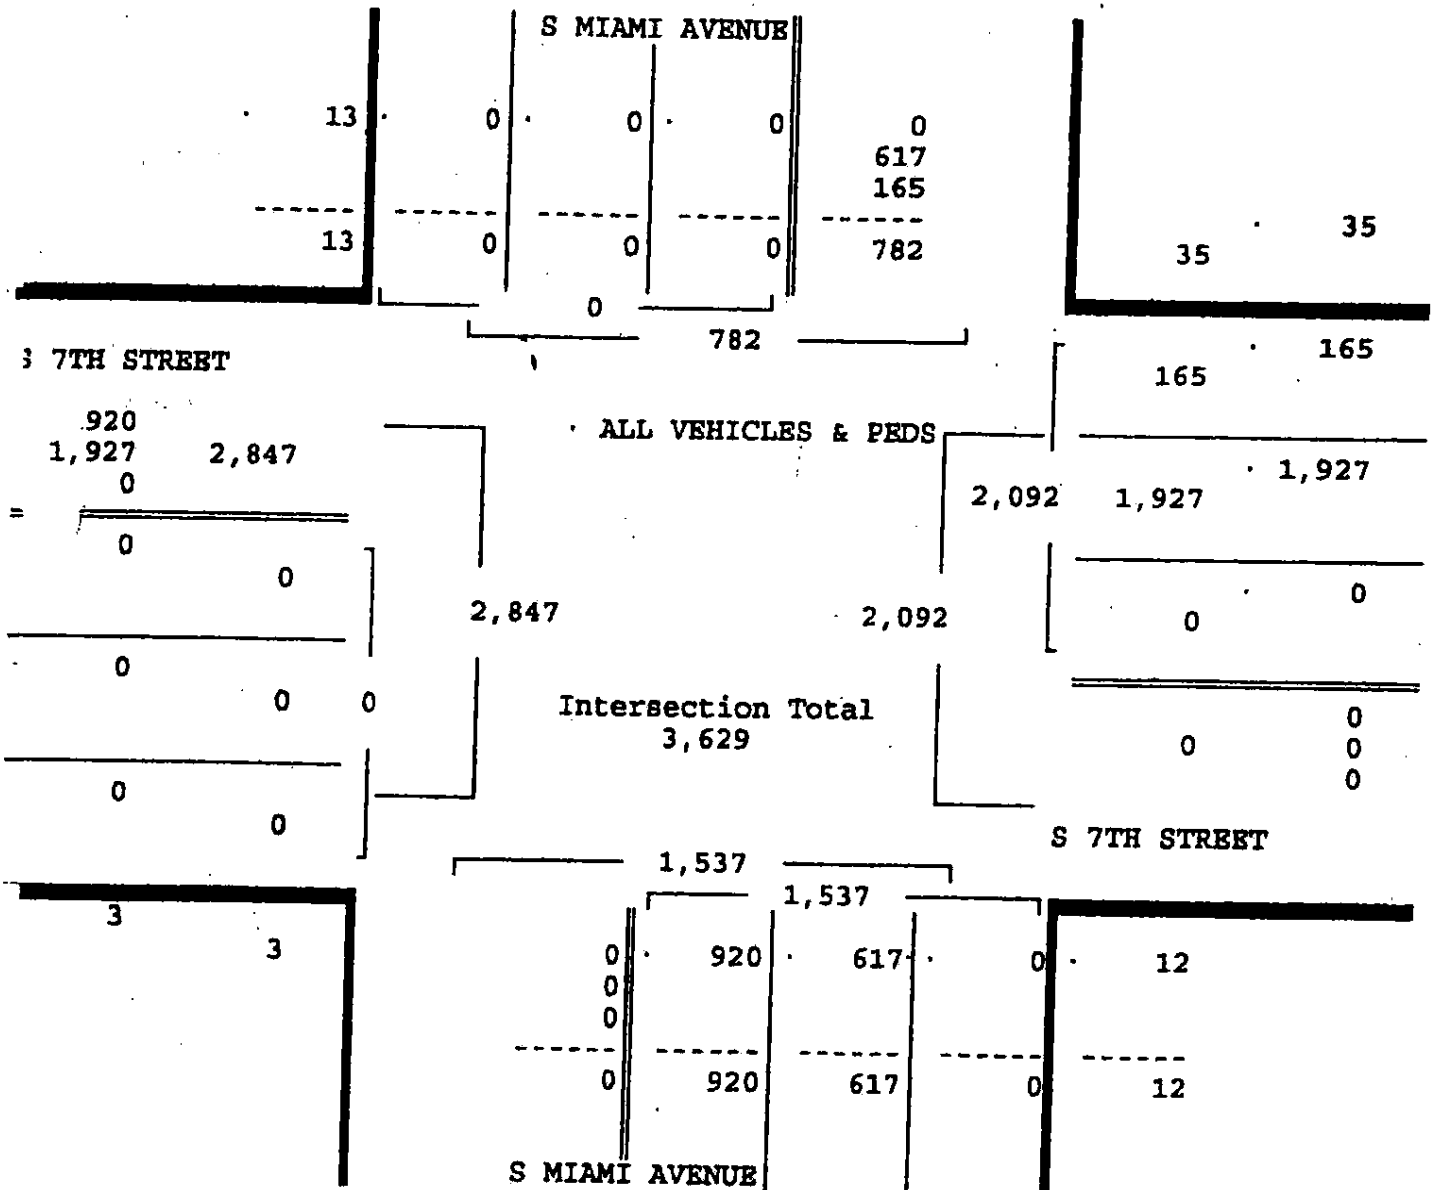 S MIAMI AVENUE
13 0 0 0 0
617
165
13 0 0 0 782
35
35
0
782
S 7TH STREET
165
165
920
ALL VEHICLES & PEDS
1,927 2,847
0
1,927
2,092 1,927
=
0
0
0
2,847 2,092 0
0
0 0
Intersection Total
3,629
0
0 0
0
0
0
S 7TH STREET
1,537
1,537
3
3
0 920 617 0 12
0
0
0 920 617 0 12
S MIAMI AVENUE